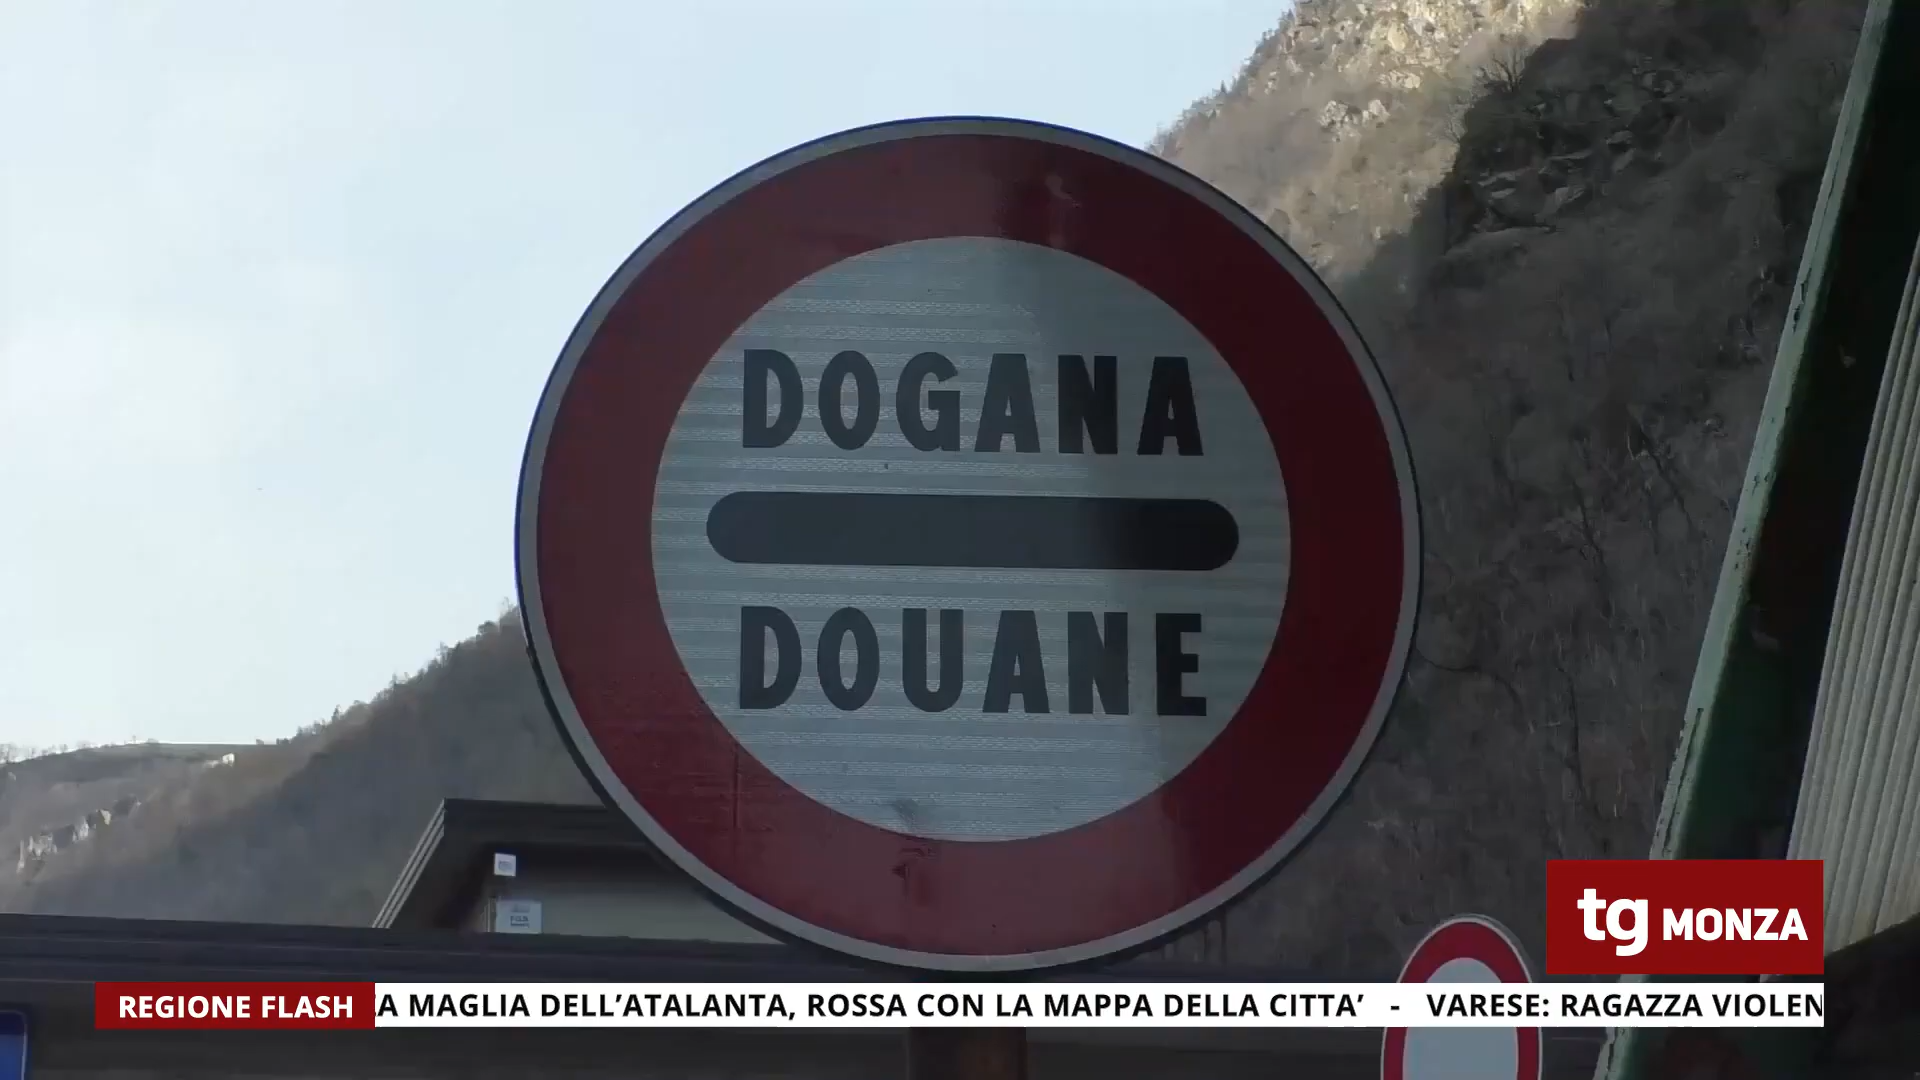 DOGANA
DOUANE
tg MONZA
REGIONE FLASH
A MAGLIA DELL’ATALANTA, ROSSA CON LA MAPPA DELLA CITTA’ - VARESE: RAGAZZA VIOLEN